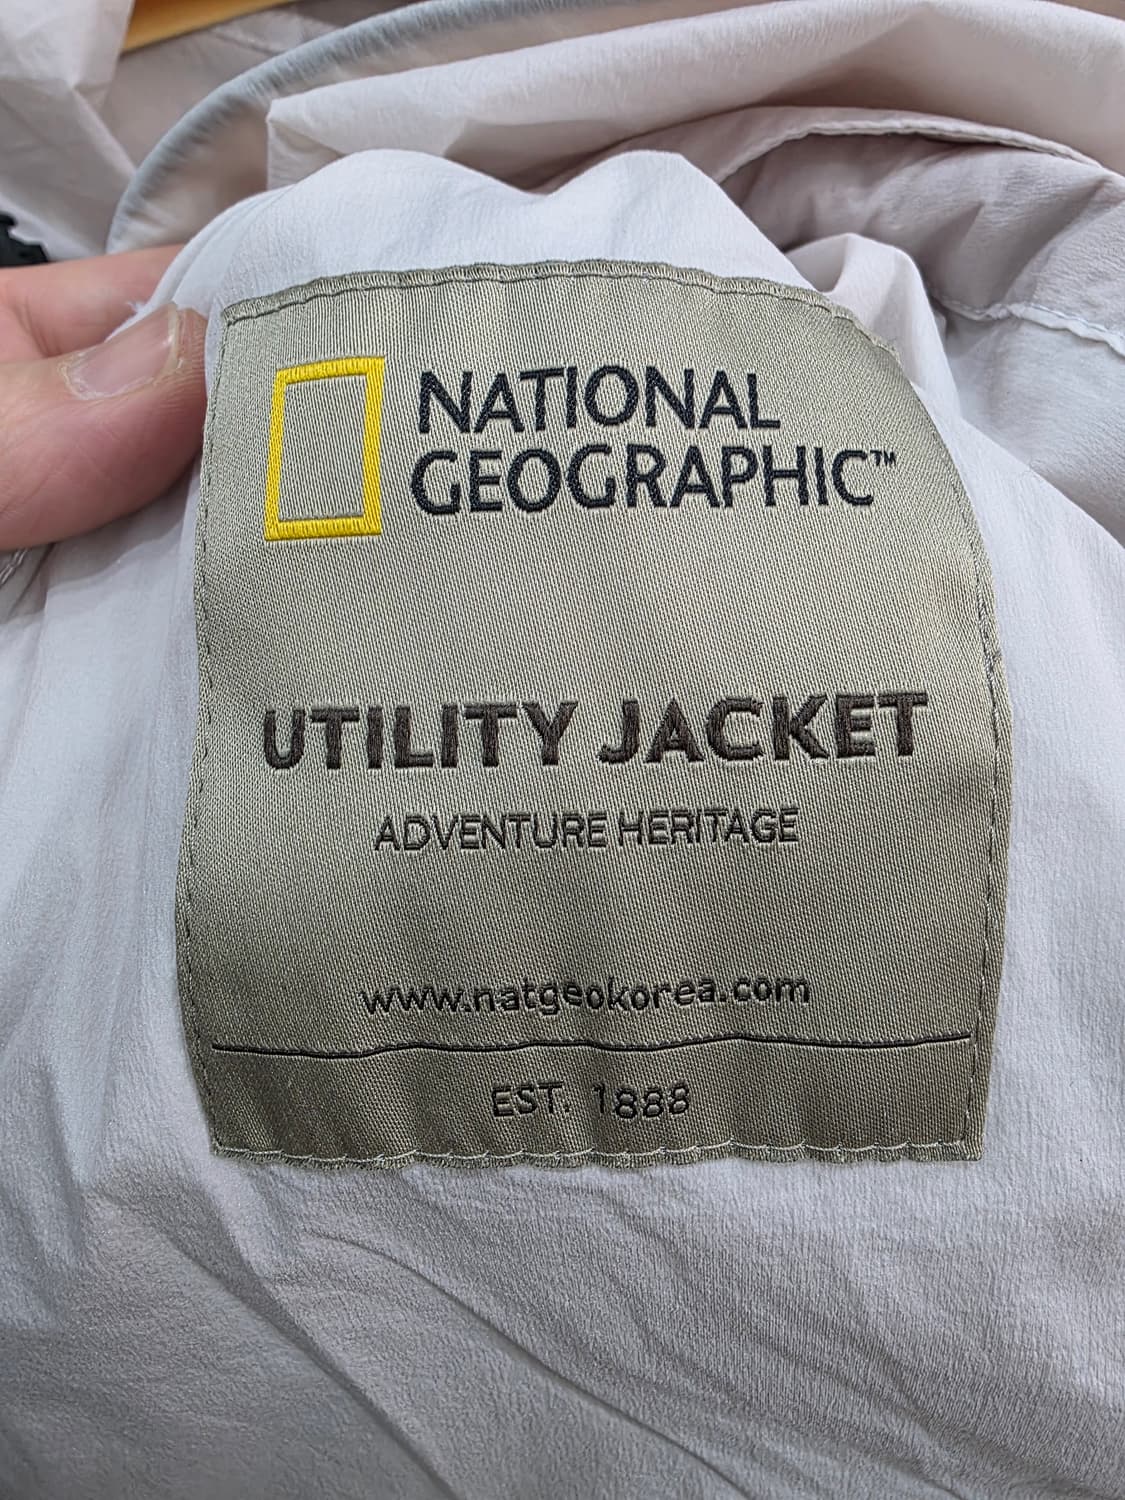 NATIONAL
GEOGRAPHIC™
UTILITY JACKET
ADVENTURE HERITAGE
www.natgeokorea.com
EST. 1888